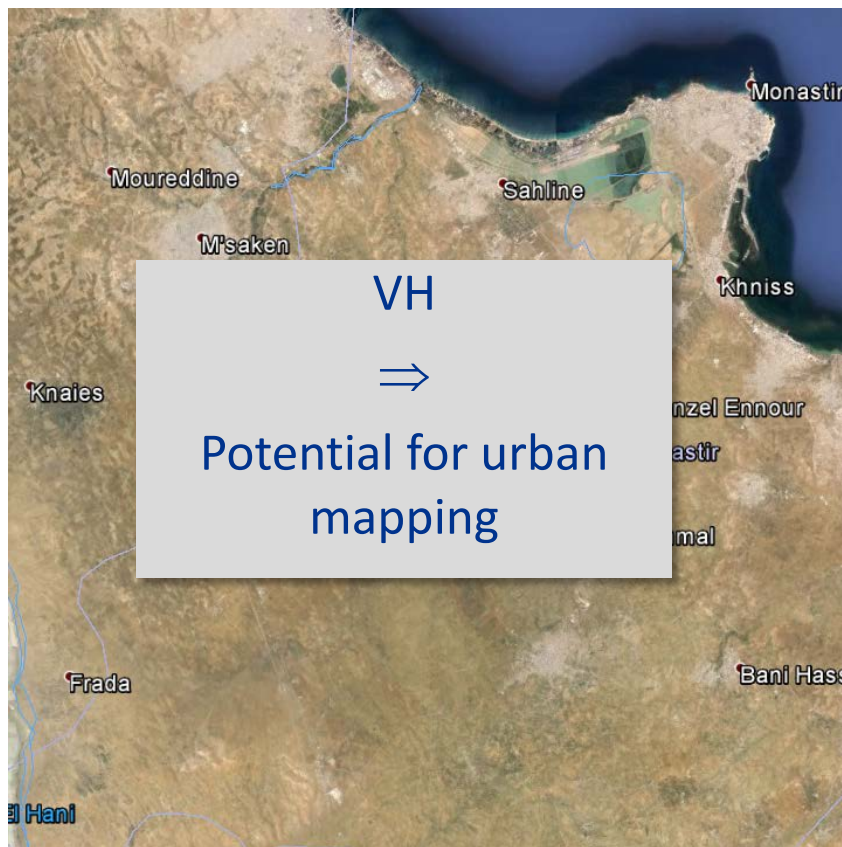 Monastir
Moureddine
Sahline
M'saken
Khniss
VH
⇒
Knaies
nzel Ennour
Potential for urban
astir
mapping
mal
Frada
Bani Hass
El Hani